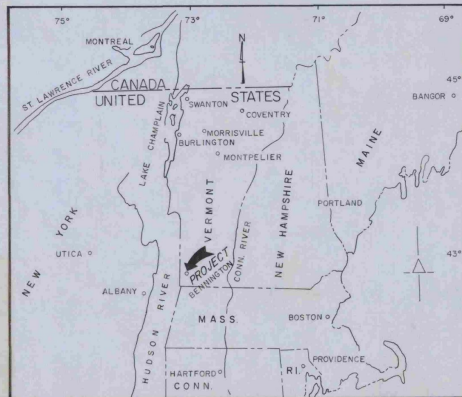 75°
73°
71°
69°
MONTREAL
N
ST. LAWRENCE RIVER
CANADA
UNITED STATES
45°
SWANTON
COVENTRY
BANGOR
LAKE CHAMPLAIN
MORRISVILLE
BURLINGTON
MONTPELIER
MAINE
VERMONT
NEW HAMPSHIRE
CONN. RIVER
PORTLAND
NEW YORK
UTICA
PROJECT
BENNINGTON
43°
ALBANY
HUDSON RIVER
MASS.
BOSTON
PROVIDENCE
HARTFORD
CONN.
RI.